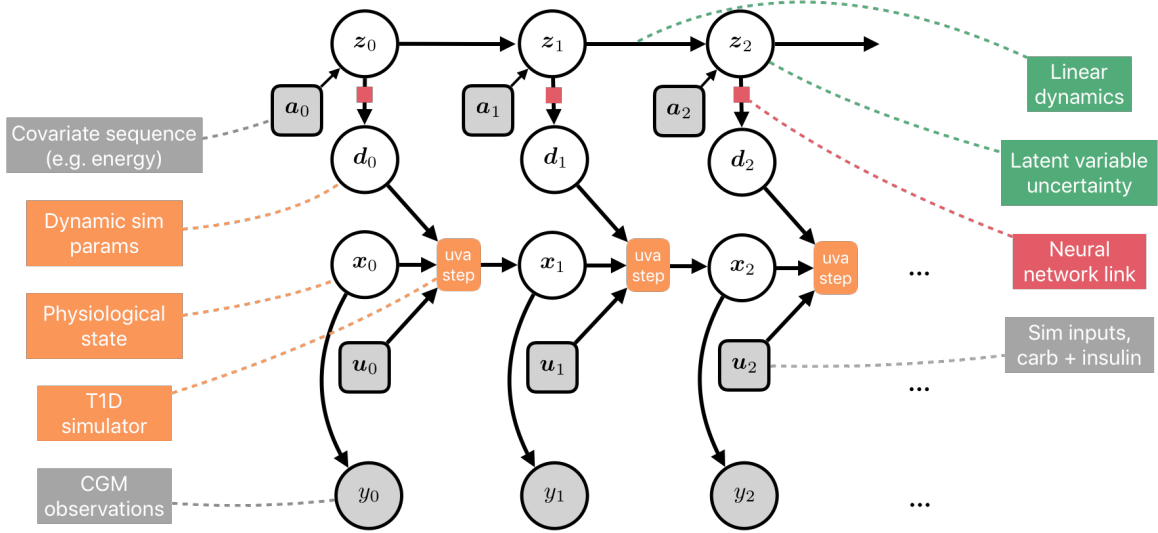 z0
z1
z2
Linear
dynamics
a0
a1
a2
Covariate sequence
(e.g. energy)
d0
d1
d2
Latent variable
uncertainty
Dynamic sim
params
x0
uva
step
x1
uva
step
x2
uva
step
...
Neural
network link
Physiological
state
u0
u1
u2
Sim inputs,
carb + insulin
...
T1D
simulator
CGM
observations
y0
y1
y2
...